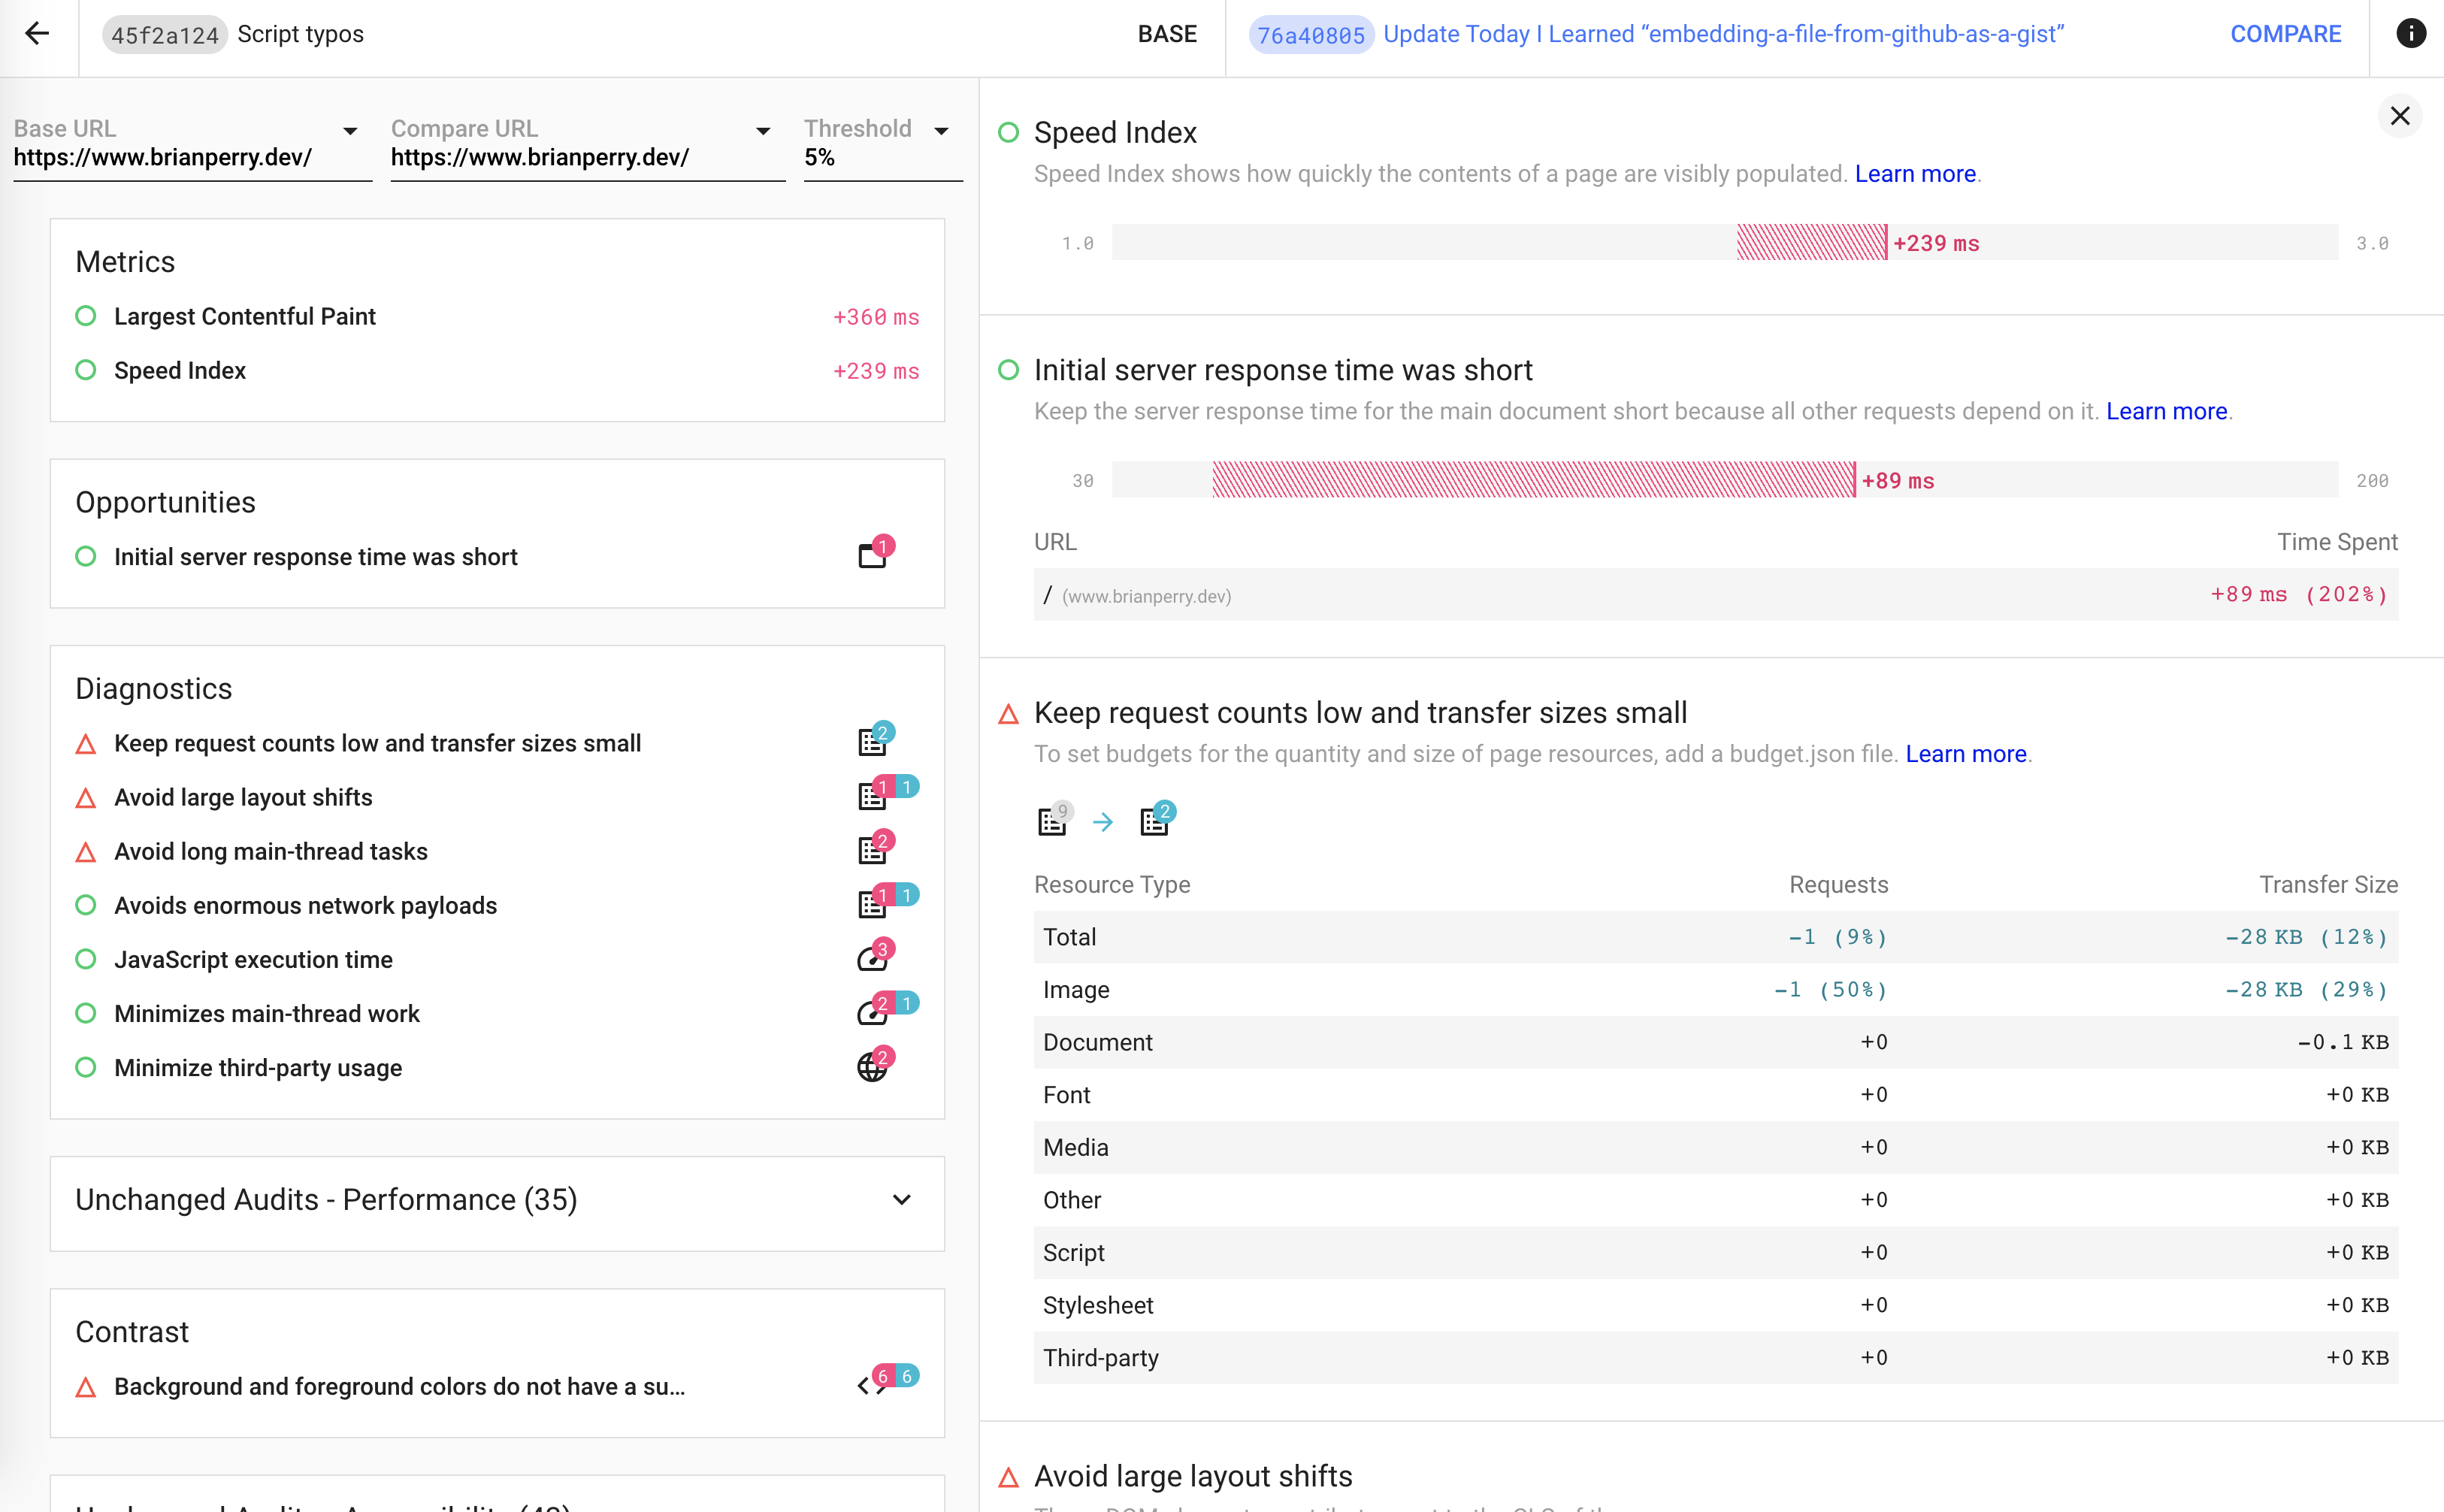 45f2a124 Script typos BASE
76a40805 Update Today I Learned “embedding-a-file-from-github-as-a-gist” COMPARE
Base URL
https://www.brianperry.dev/
Compare URL
https://www.brianperry.dev/
Threshold
5%
Metrics
Largest Contentful Paint +360 ms
Speed Index +239 ms
Opportunities
Initial server response time was short 1
Diagnostics
Keep request counts low and transfer sizes small 2
Avoid large layout shifts 1 1
Avoid long main-thread tasks 2
Avoids enormous network payloads 1 1
JavaScript execution time 3
Minimizes main-thread work 2 1
Minimize third-party usage 2
Unchanged Audits - Performance (35)
Contrast
Background and foreground colors do not have a su... 6 6
Speed Index
Speed Index shows how quickly the contents of a page are visibly populated. Learn more.
1.0 +239 ms 3.0
Initial server response time was short
Keep the server response time for the main document short because all other requests depend on it. Learn more.
30 +89 ms 200
URL Time Spent
/ (www.brianperry.dev) +89 ms (202%)
Keep request counts low and transfer sizes small
To set budgets for the quantity and size of page resources, add a budget.json file. Learn more.
9 2
Resource Type Requests Transfer Size
Total -1 (9%) -28 KB (12%)
Image -1 (50%) -28 KB (29%)
Document +0 -0.1 KB
Font +0 +0 KB
Media +0 +0 KB
Other +0 +0 KB
Script +0 +0 KB
Stylesheet +0 +0 KB
Third-party +0 +0 KB
Avoid large layout shifts